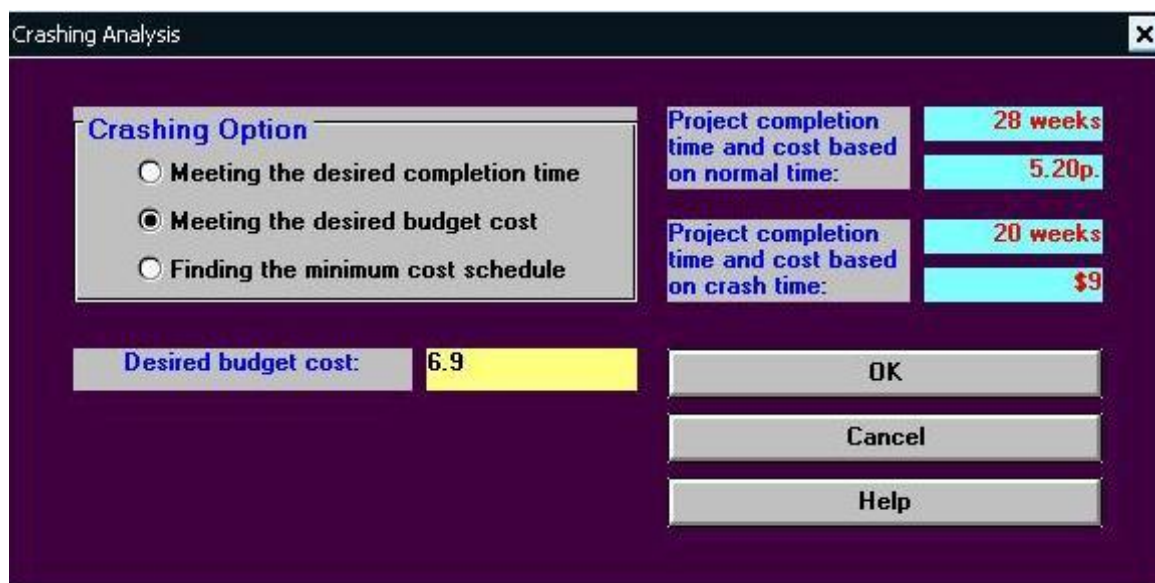 Crashing Analysis
Crashing Option
Meeting the desired completion time
Meeting the desired budget cost
Finding the minimum cost schedule
Project completion
time and cost based
on normal time:
28 weeks
5.20p.
Project completion
time and cost based
on crash time:
20 weeks
$9
Desired budget cost:
6.9
OK
Cancel
Help